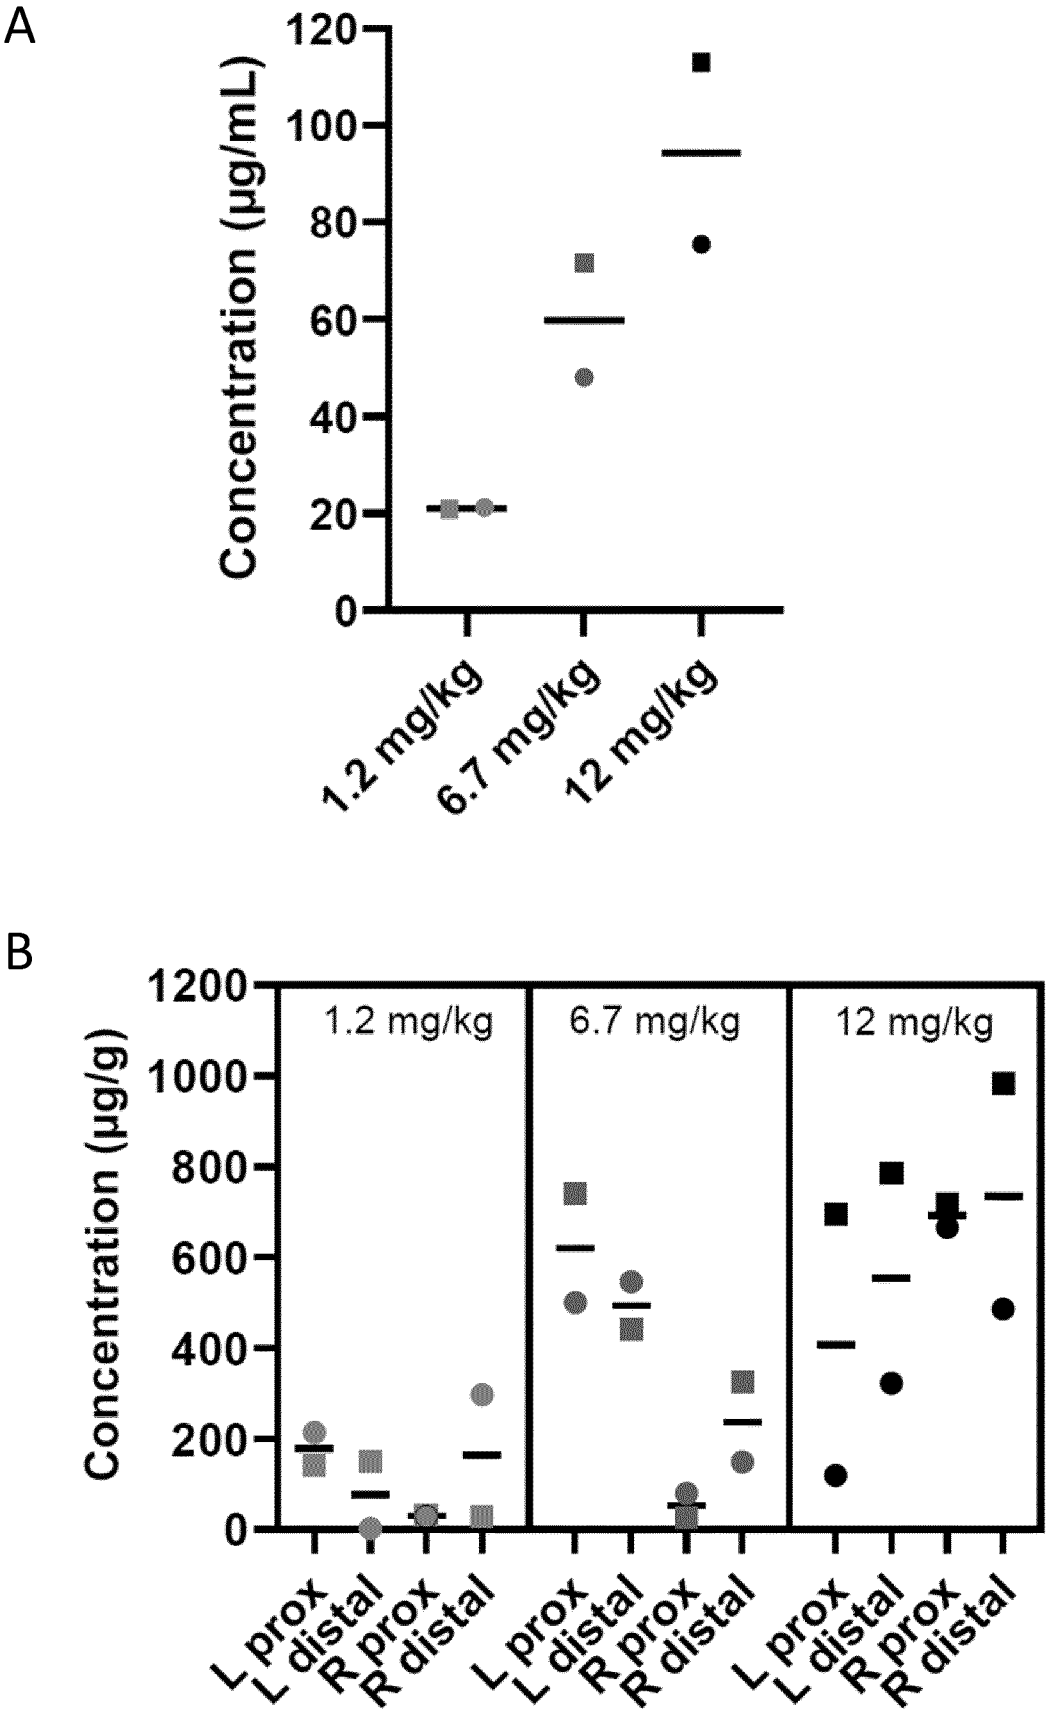 A
Concentration (µg/mL)
120
100
80
60
40
20
0
1.2 mg/kg
6.7 mg/kg
12 mg/kg
B
Concentration (µg/g)
1200
1000
800
600
400
200
0
1.2 mg/kg
6.7 mg/kg
12 mg/kg
L prox
L distal
R prox
R distal
L prox
L distal
R prox
R distal
L prox
L distal
R prox
R distal